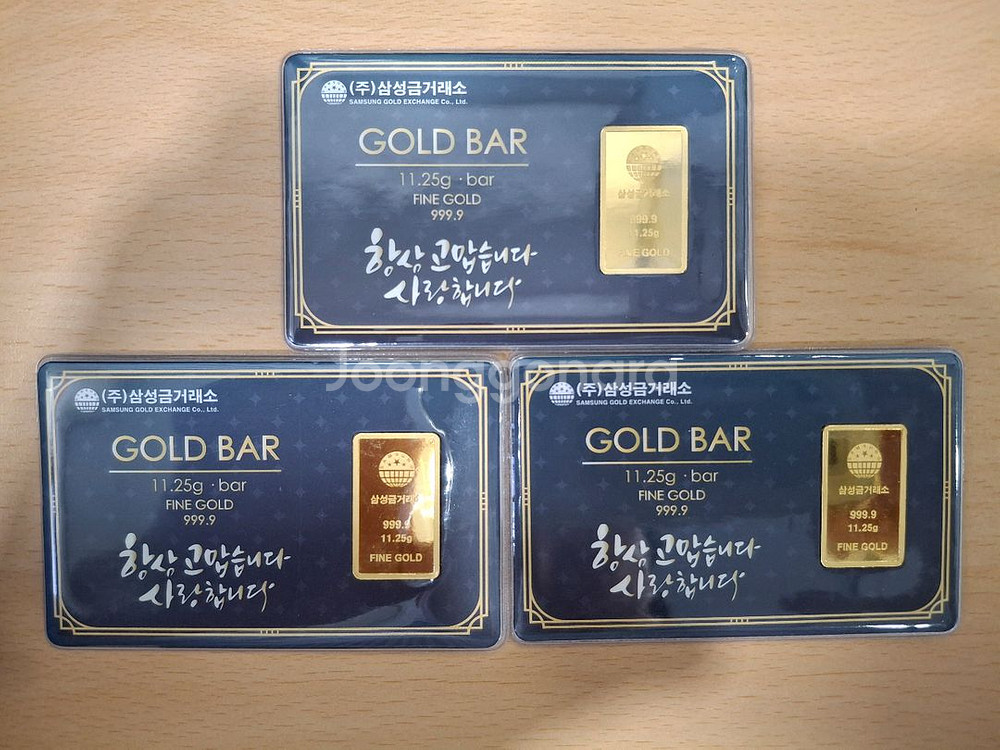 (주)삼성금거래소
SAMSUNG GOLD EXCHANGE Co., Ltd.
GOLD BAR
11.25g · bar
FINE GOLD
999.9
항상 고맙습니다
사랑합니다
삼성금거래소
999.9
11.25g
FINE GOLD
Joonggonara
(주)삼성금거래소
SAMSUNG GOLD EXCHANGE Co., Ltd.
GOLD BAR
11.25g · bar
FINE GOLD
999.9
항상 고맙습니다
사랑합니다
삼성금거래소
999.9
11.25g
FINE GOLD
(주)삼성금거래소
SAMSUNG GOLD EXCHANGE Co., Ltd.
GOLD BAR
11.25g · bar
FINE GOLD
999.9
항상 고맙습니다
사랑합니다
삼성금거래소
999.9
11.25g
FINE GOLD